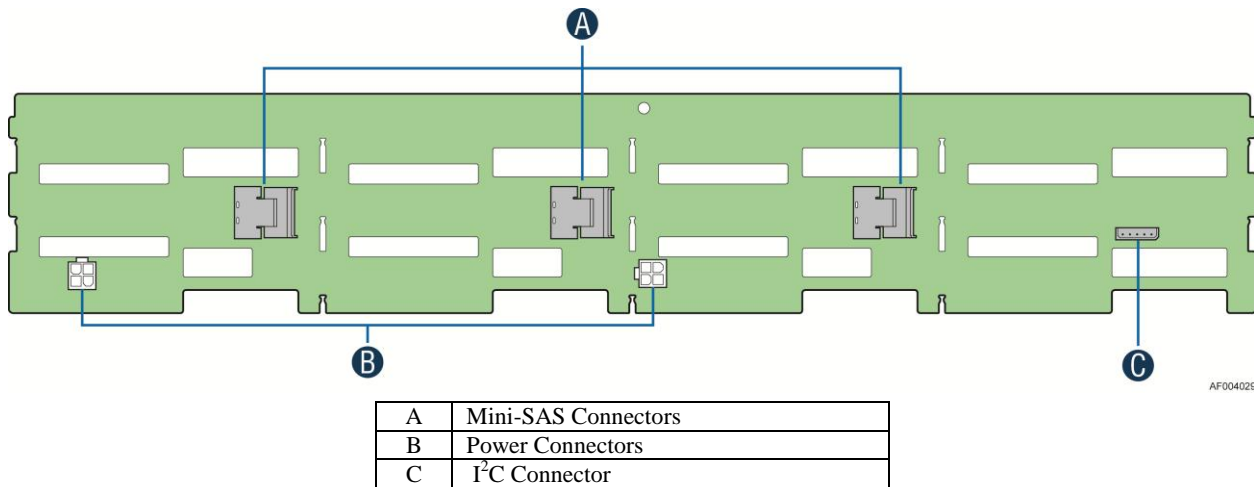 A
B
C
AF004029
A Mini-SAS Connectors
B Power Connectors
C I²C Connector